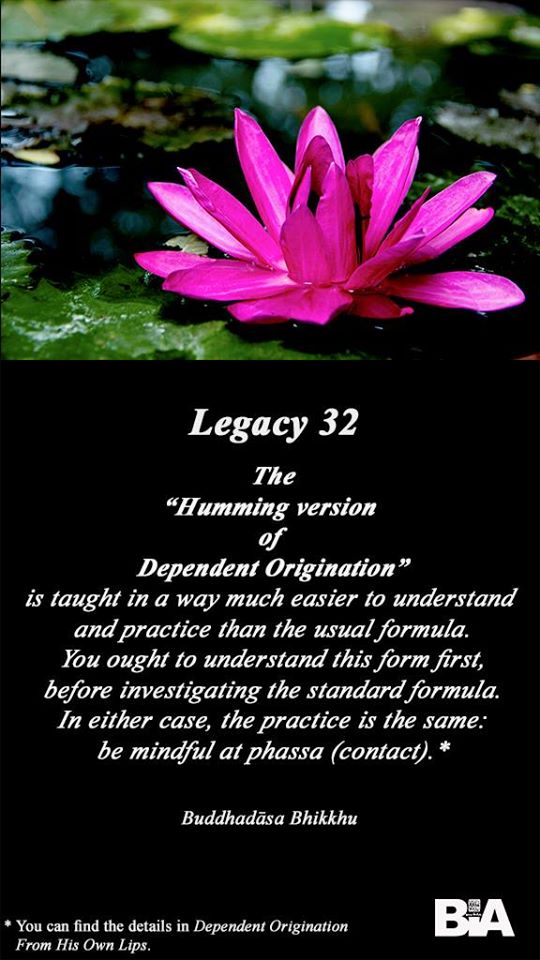 Legacy 32
The
“Humming version
of
Dependent Origination”
is taught in a way much easier to understand
and practice than the usual formula.
You ought to understand this form first,
before investigating the standard formula.
In either case, the practice is the same:
be mindful at phassa (contact).*
Buddhadāsa Bhikkhu
* You can find the details in Dependent Origination
From His Own Lips.
BIA